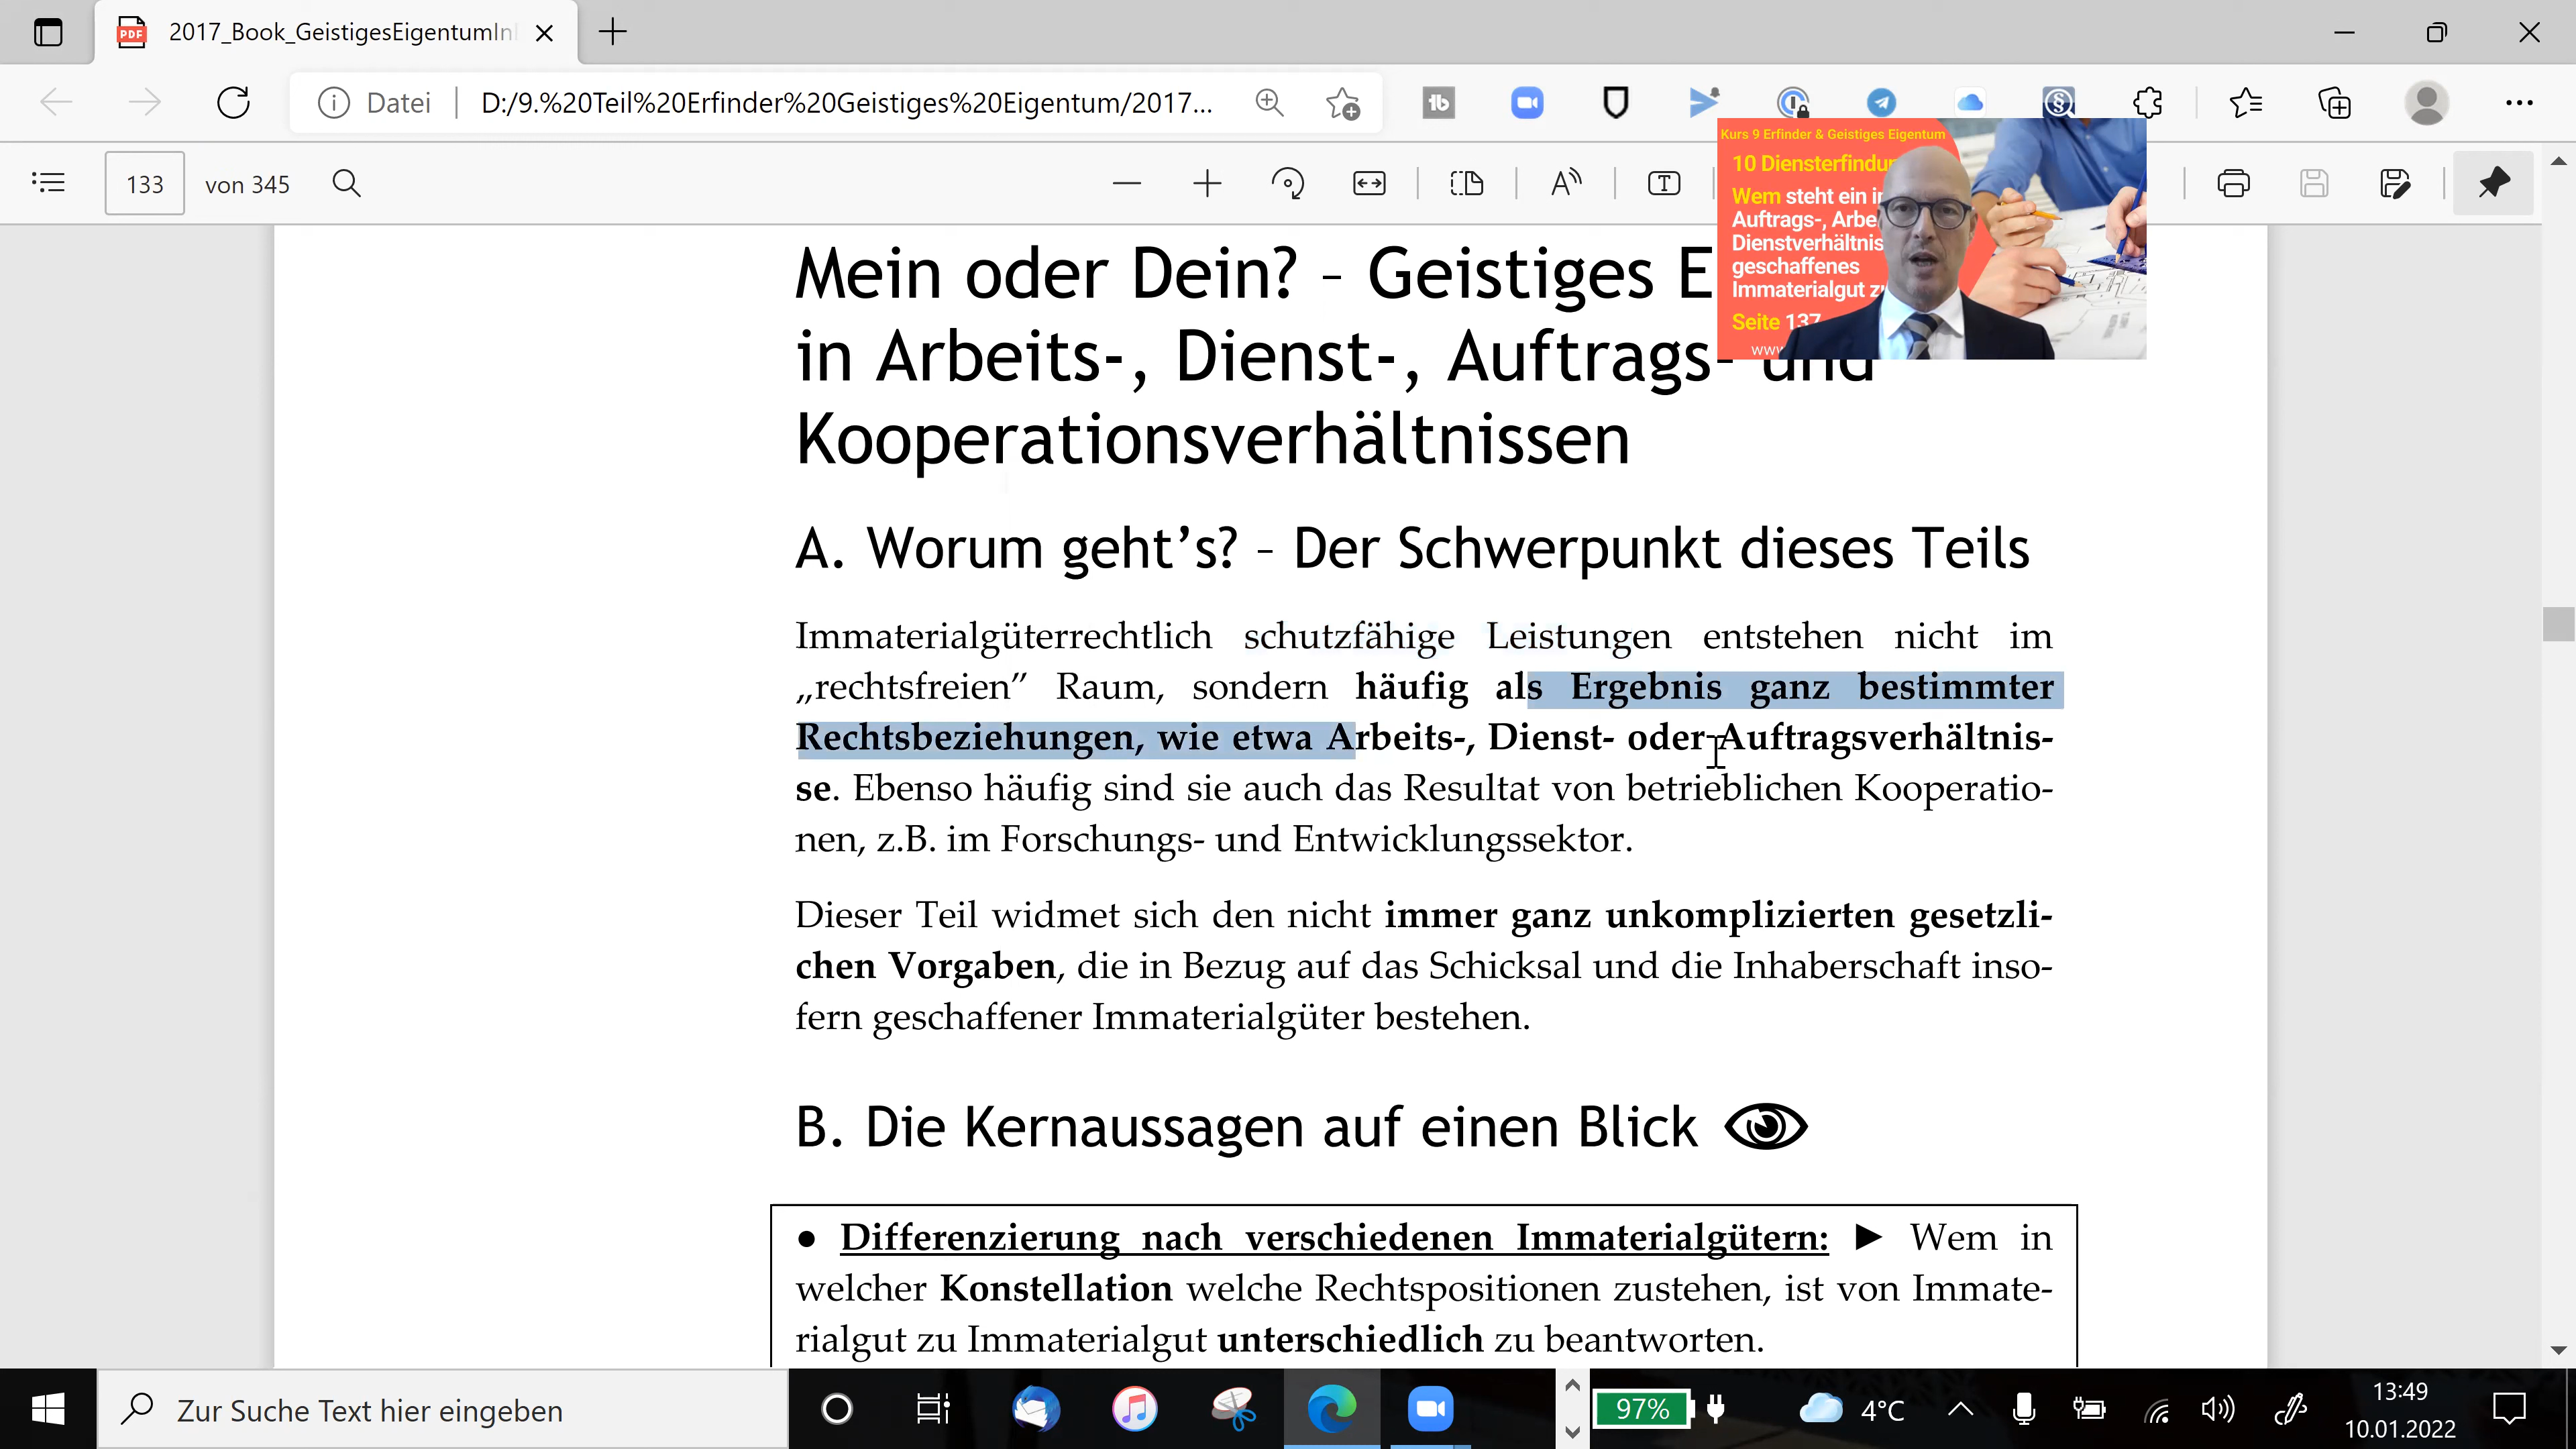 2017_Book_GeistigesEigentumIn
Datei
D:/9.%20Teil%20Erfinder%20Geistiges%20Eigentum/2017...
133
von 345
Kurs 9 Erfinder & Geistiges Eigentum
10 Diensterfindu
Wem steht ein i
Auftrags-, Arbe
Dienstverhältnis
geschaffenes
Immaterialgut z
Seite 137
www
Mein oder Dein? – Geistiges E
in Arbeits-, Dienst-, Auftrags- und
Kooperationsverhältnissen
A. Worum geht’s? – Der Schwerpunkt dieses Teils
Immaterialgüterrechtlich schutzfähige Leistungen entstehen nicht im
„rechtsfreien” Raum, sondern häufig als Ergebnis ganz bestimmter
Rechtsbeziehungen, wie etwa Arbeits-, Dienst- oder Auftragsverhältnis-
se. Ebenso häufig sind sie auch das Resultat von betrieblichen Kooperatio-
nen, z.B. im Forschungs- und Entwicklungssektor.
Dieser Teil widmet sich den nicht immer ganz unkomplizierten gesetzli-
chen Vorgaben, die in Bezug auf das Schicksal und die Inhaberschaft inso-
fern geschaffener Immaterialgüter bestehen.
B. Die Kernaussagen auf einen Blick
● Differenzierung nach verschiedenen Immaterialgütern: ► Wem in
welcher Konstellation welche Rechtspositionen zustehen, ist von Immate-
rialgut zu Immaterialgut unterschiedlich zu beantworten.
Zur Suche Text hier eingeben
97%
4°C
13:49
10.01.2022